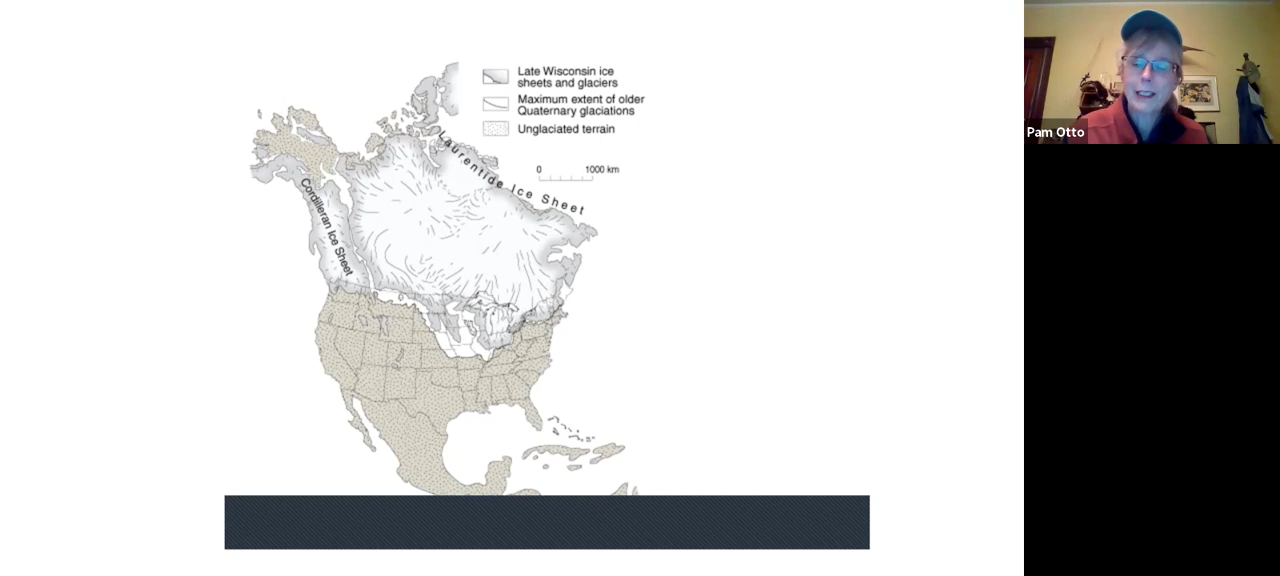 Late Wisconsin ice
sheets and glaciers
Maximum extent of older
Quaternary glaciations
Unglaciated terrain
0 1000 km
Laurentide Ice Sheet
Cordilleran Ice Sheet
Pam Otto